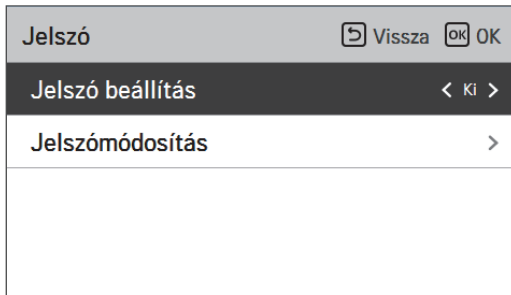 Jelszó Vissza OK OK
Jelszó beállítás < Ki >
Jelszómódosítás >